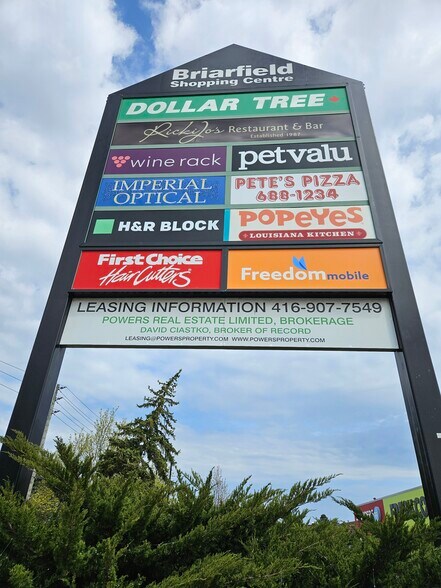 Briarfield
Shopping Centre
DOLLAR TREE
RickyJo's Restaurant & Bar
Established 1987
wine rack
petvalu
IMPERIAL
OPTICAL
PETE'S PIZZA
688-1234
H&R BLOCK
POPEYES
LOUISIANA KITCHEN
First Choice
HairCutters
Freedom mobile
LEASING INFORMATION 416-907-7549
POWERS REAL ESTATE LIMITED, BROKERAGE
DAVID CIASTKO, BROKER OF RECORD
LEASING@POWERSPROPERTY.COM WWW.POWERSPROPERTY.COM